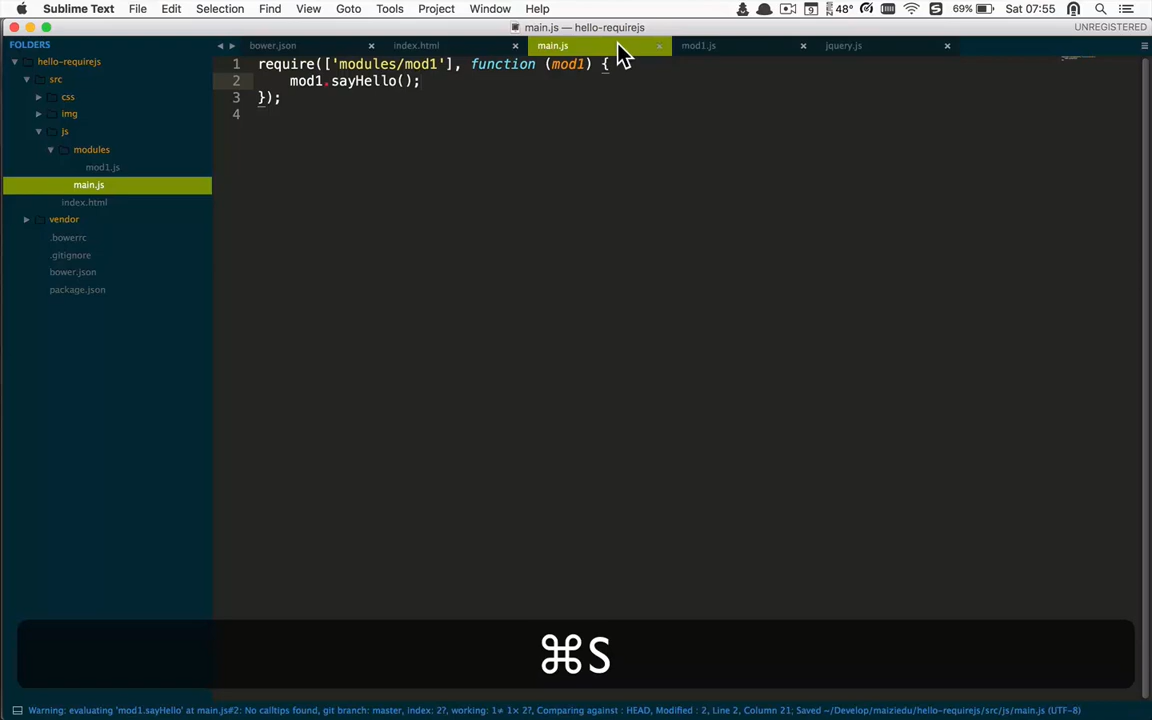 Sublime Text File Edit Selection Find View Goto Tools Project Window Help 9 48° S 69% Sat 07:55
main.js — hello-requirejs UNREGISTERED
FOLDERS
hello-requirejs
src
css
img
js
modules
mod1.js
main.js
index.html
vendor
.bowerrc
.gitignore
bower.json
package.json
bower.json × index.html × main.js × mod1.js × jquery.js ×
1 require(['modules/mod1'], function (mod1) {
2 mod1.sayHello();
3 });
4
⌘S
Warning: evaluating 'mod1.sayHello' at main.js#2: No calltips found, git branch: master, index: 2?, working: 1≠ 1× 2?, Comparing against : HEAD, Modified : 2, Line 2, Column 21; Saved ~/Develop/maiziedu/hello-requirejs/src/js/main.js (UTF-8)